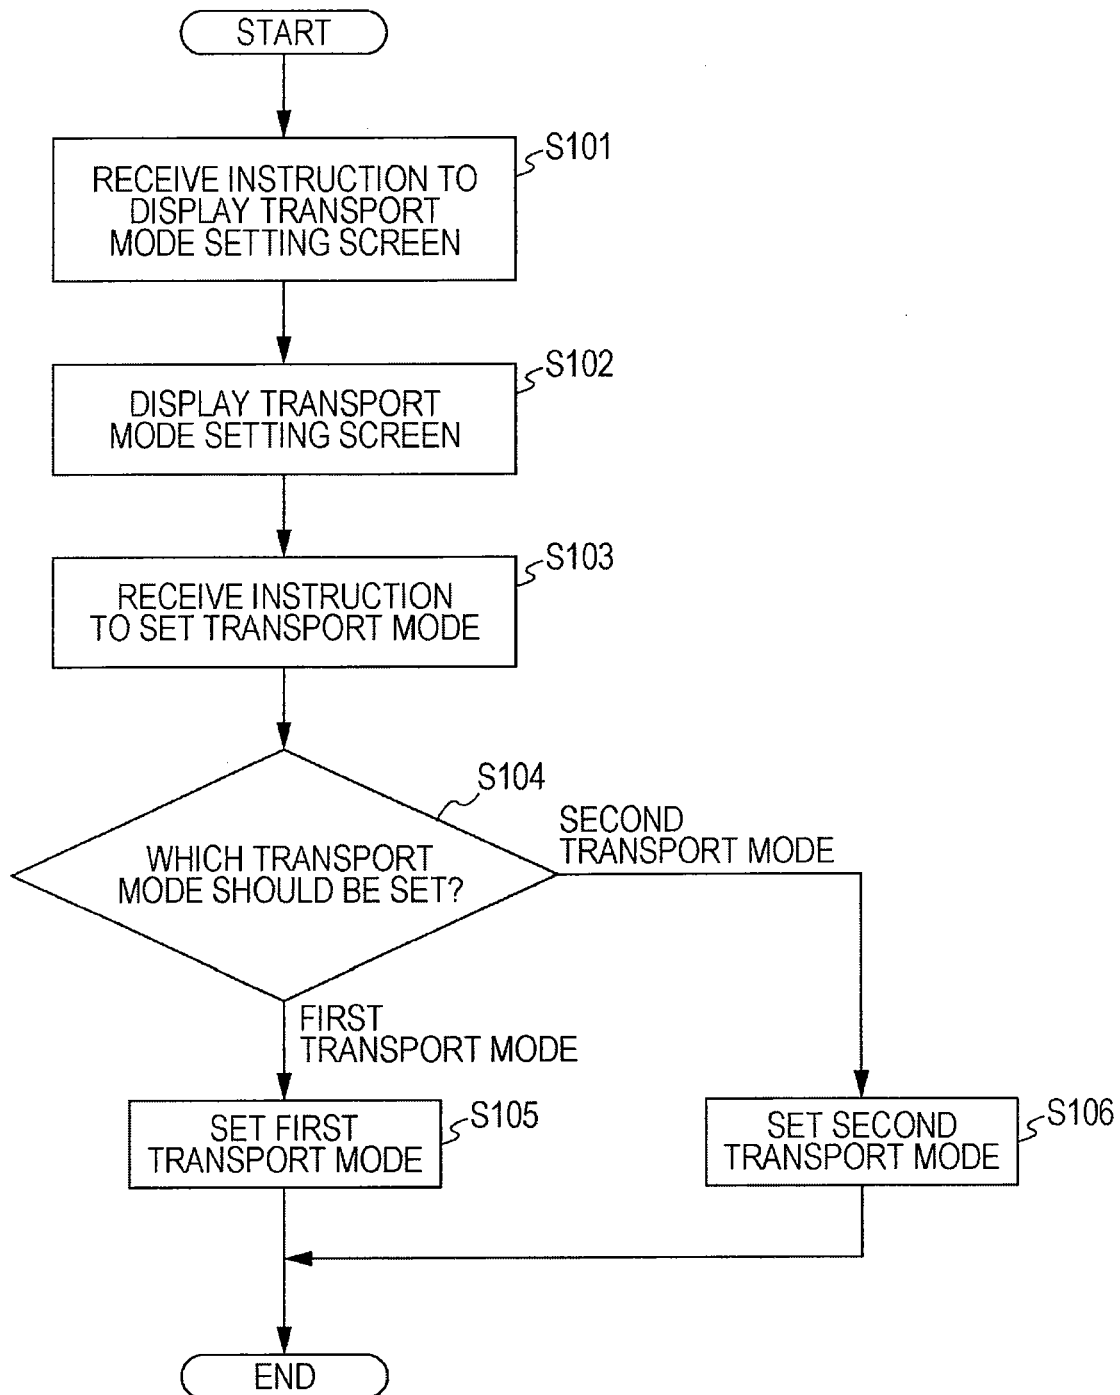 START
S101
RECEIVE INSTRUCTION TO
DISPLAY TRANSPORT
MODE SETTING SCREEN
S102
DISPLAY TRANSPORT
MODE SETTING SCREEN
S103
RECEIVE INSTRUCTION
TO SET TRANSPORT MODE
S104
WHICH TRANSPORT
MODE SHOULD BE SET?
SECOND
TRANSPORT MODE
FIRST
TRANSPORT MODE
S105
SET FIRST
TRANSPORT MODE
S106
SET SECOND
TRANSPORT MODE
END